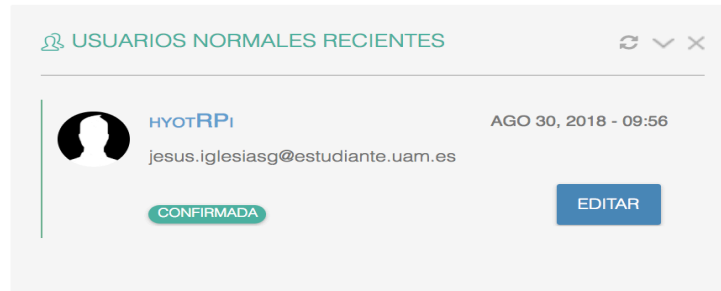 USUARIOS NORMALES RECIENTES
HYOTRPI
AGO 30, 2018 - 09:56
jesus.iglesiasg@estudiante.uam.es
CONFIRMADA
EDITAR